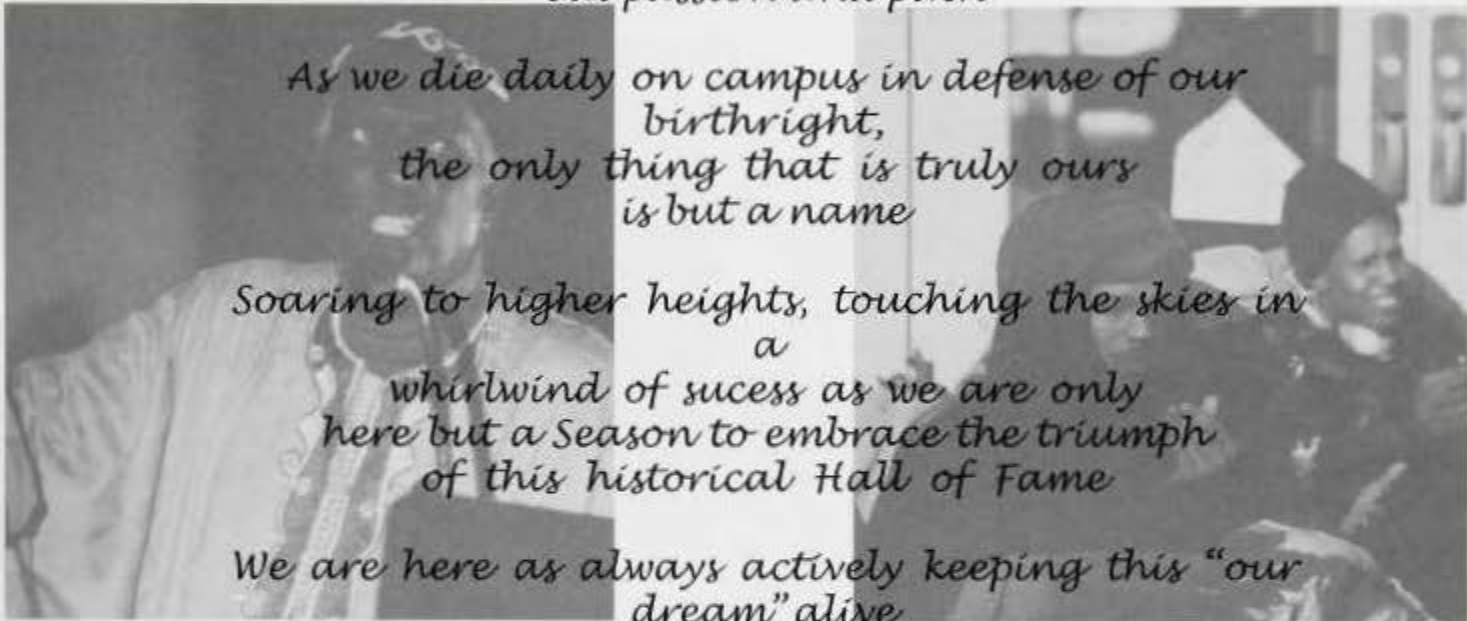 As we die daily on campus in defense of our
birthright,
the only thing that is truly ours
is but a name
Soaring to higher heights, touching the skies in
a
whirlwind of sucess as we are only
here but a Season to embrace the triumph
of this historical Hall of Fame
We are here as always actively keeping this “our
dream” alive